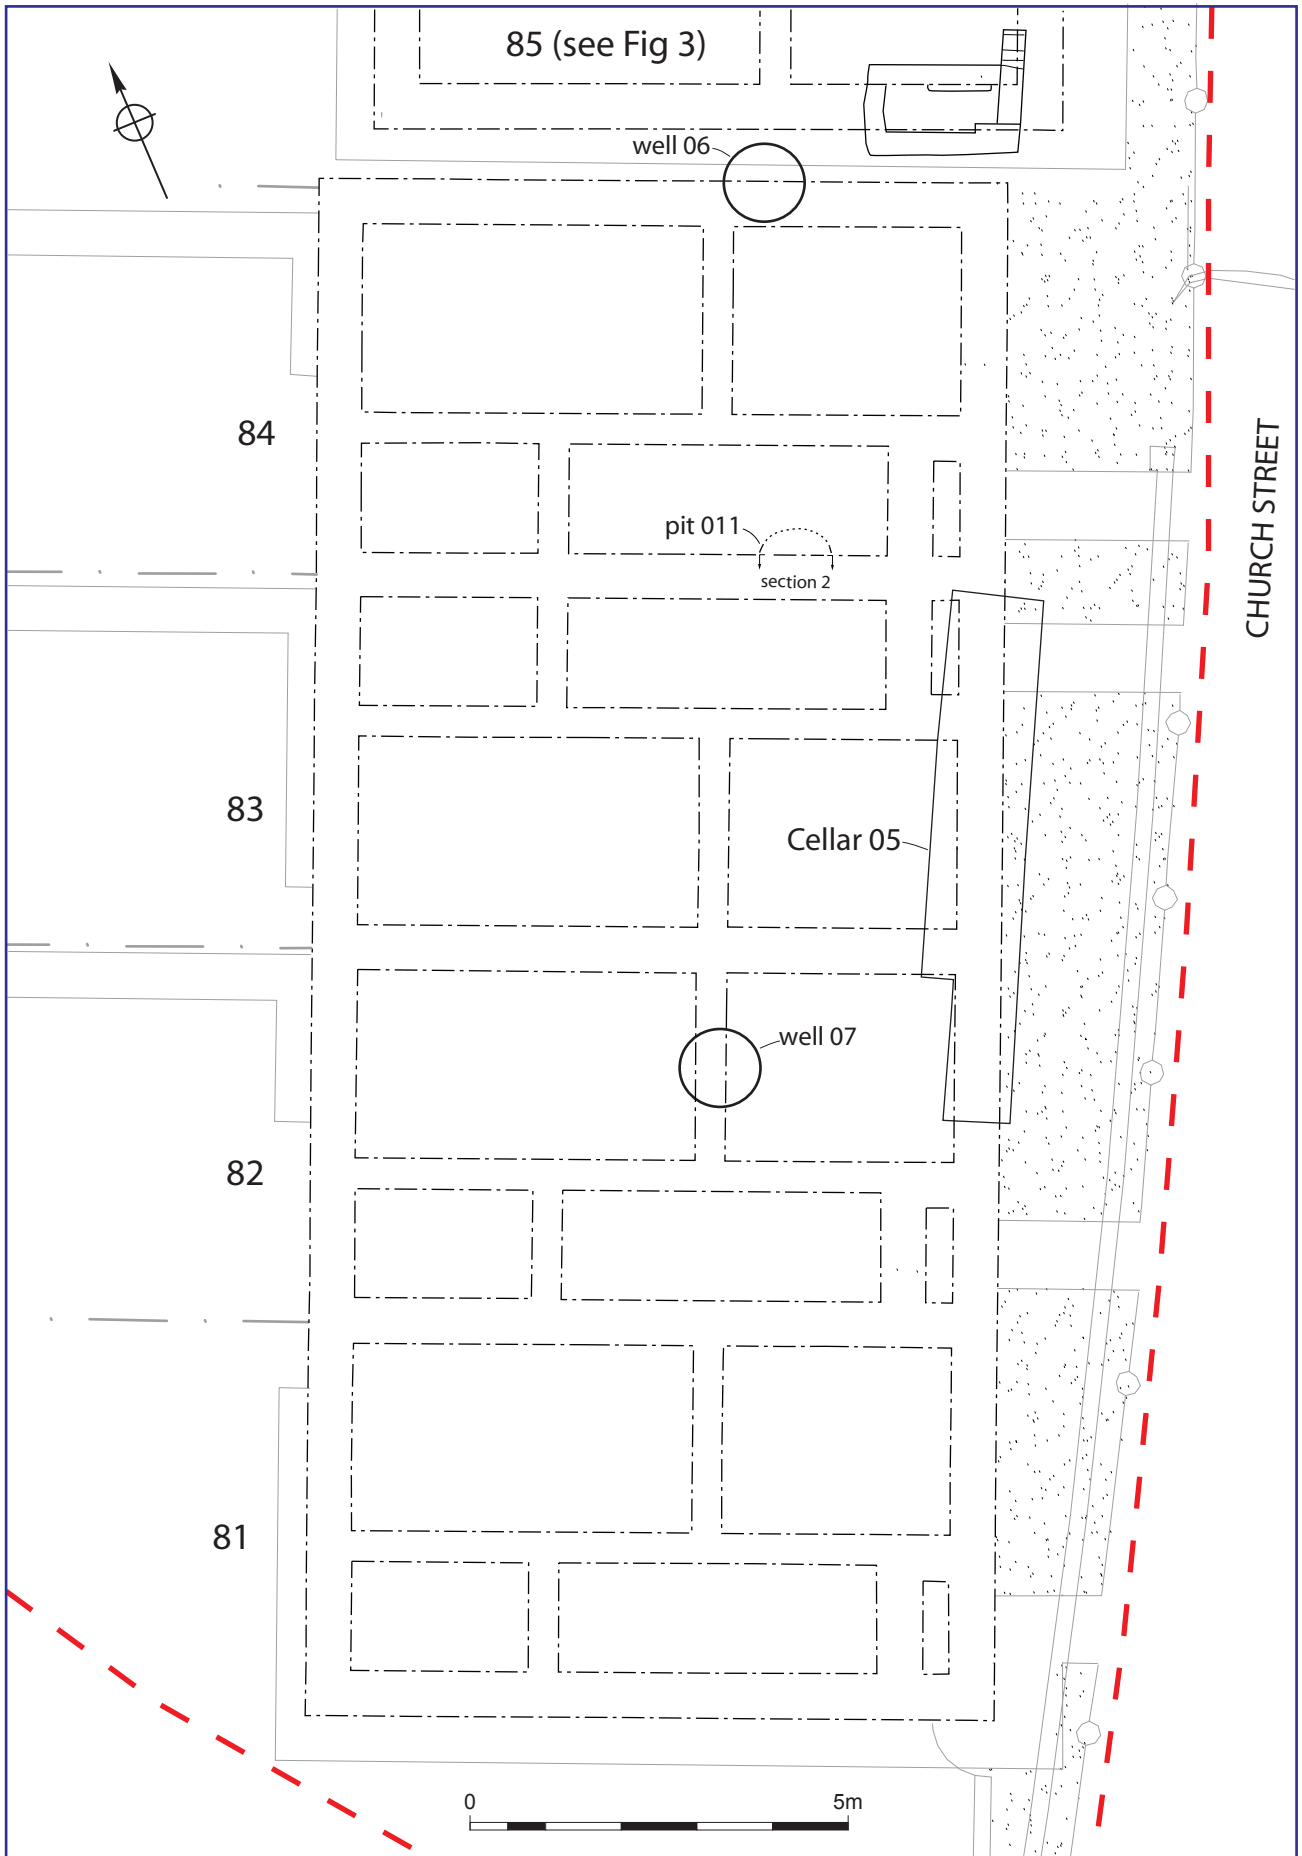 85 (see Fig 3)
well 06
84
CHURCH STREET
pit 011
section 2
83
Cellar 05
well 07
82
81
0 5m